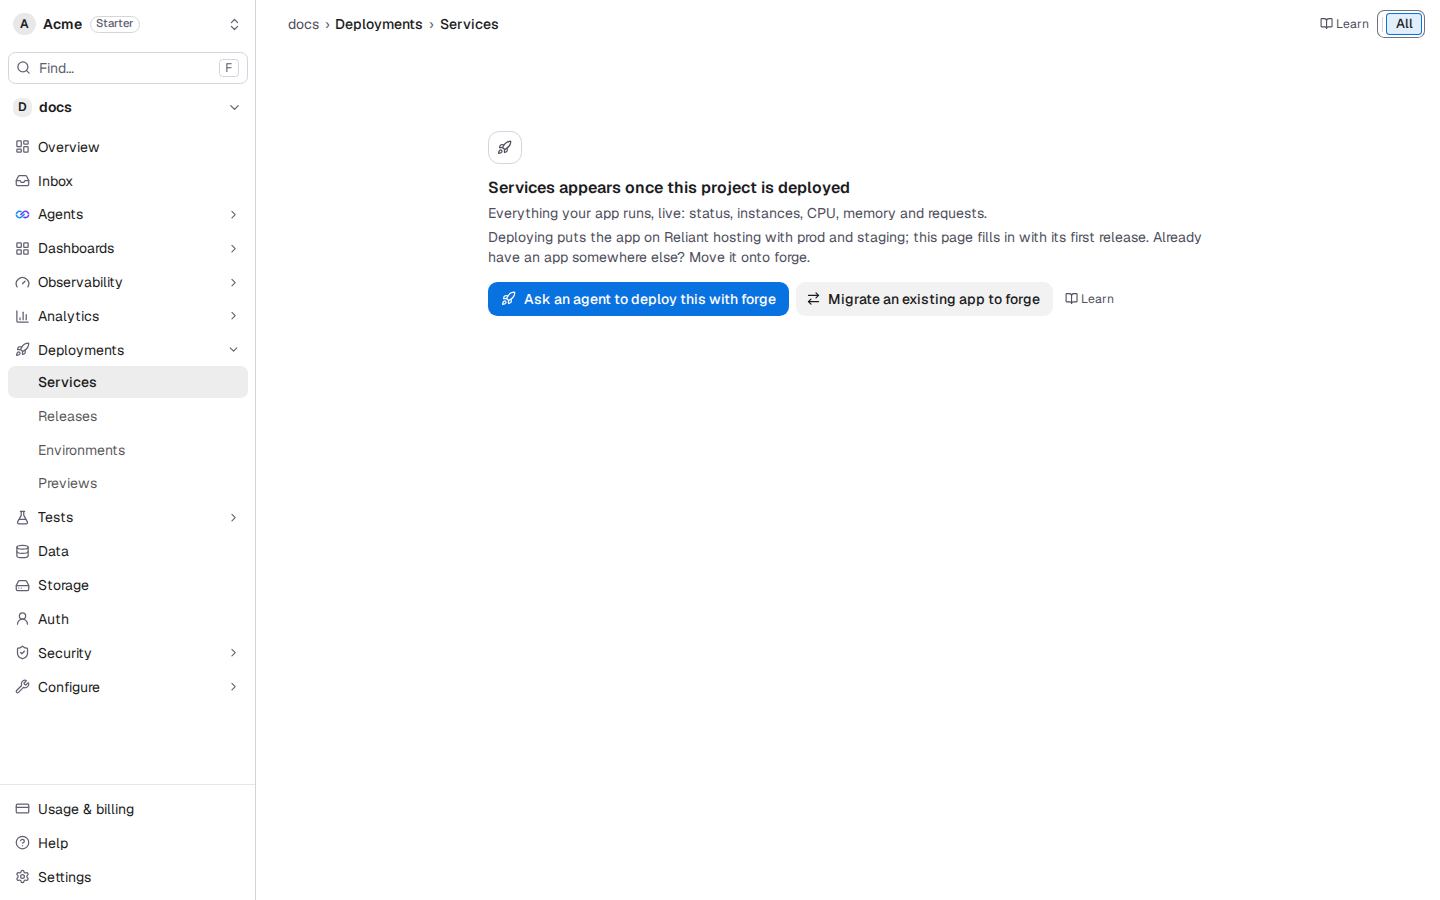 A Acme Starter
Find... F
D docs
Overview
Inbox
Agents
Dashboards
Observability
Analytics
Deployments
Services
Releases
Environments
Previews
Tests
Data
Storage
Auth
Security
Configure
Usage & billing
Help
Settings
docs › Deployments › Services
Learn All
Services appears once this project is deployed
Everything your app runs, live: status, instances, CPU, memory and requests.
Deploying puts the app on Reliant hosting with prod and staging; this page fills in with its first release. Already
have an app somewhere else? Move it onto forge.
Ask an agent to deploy this with forge Migrate an existing app to forge Learn